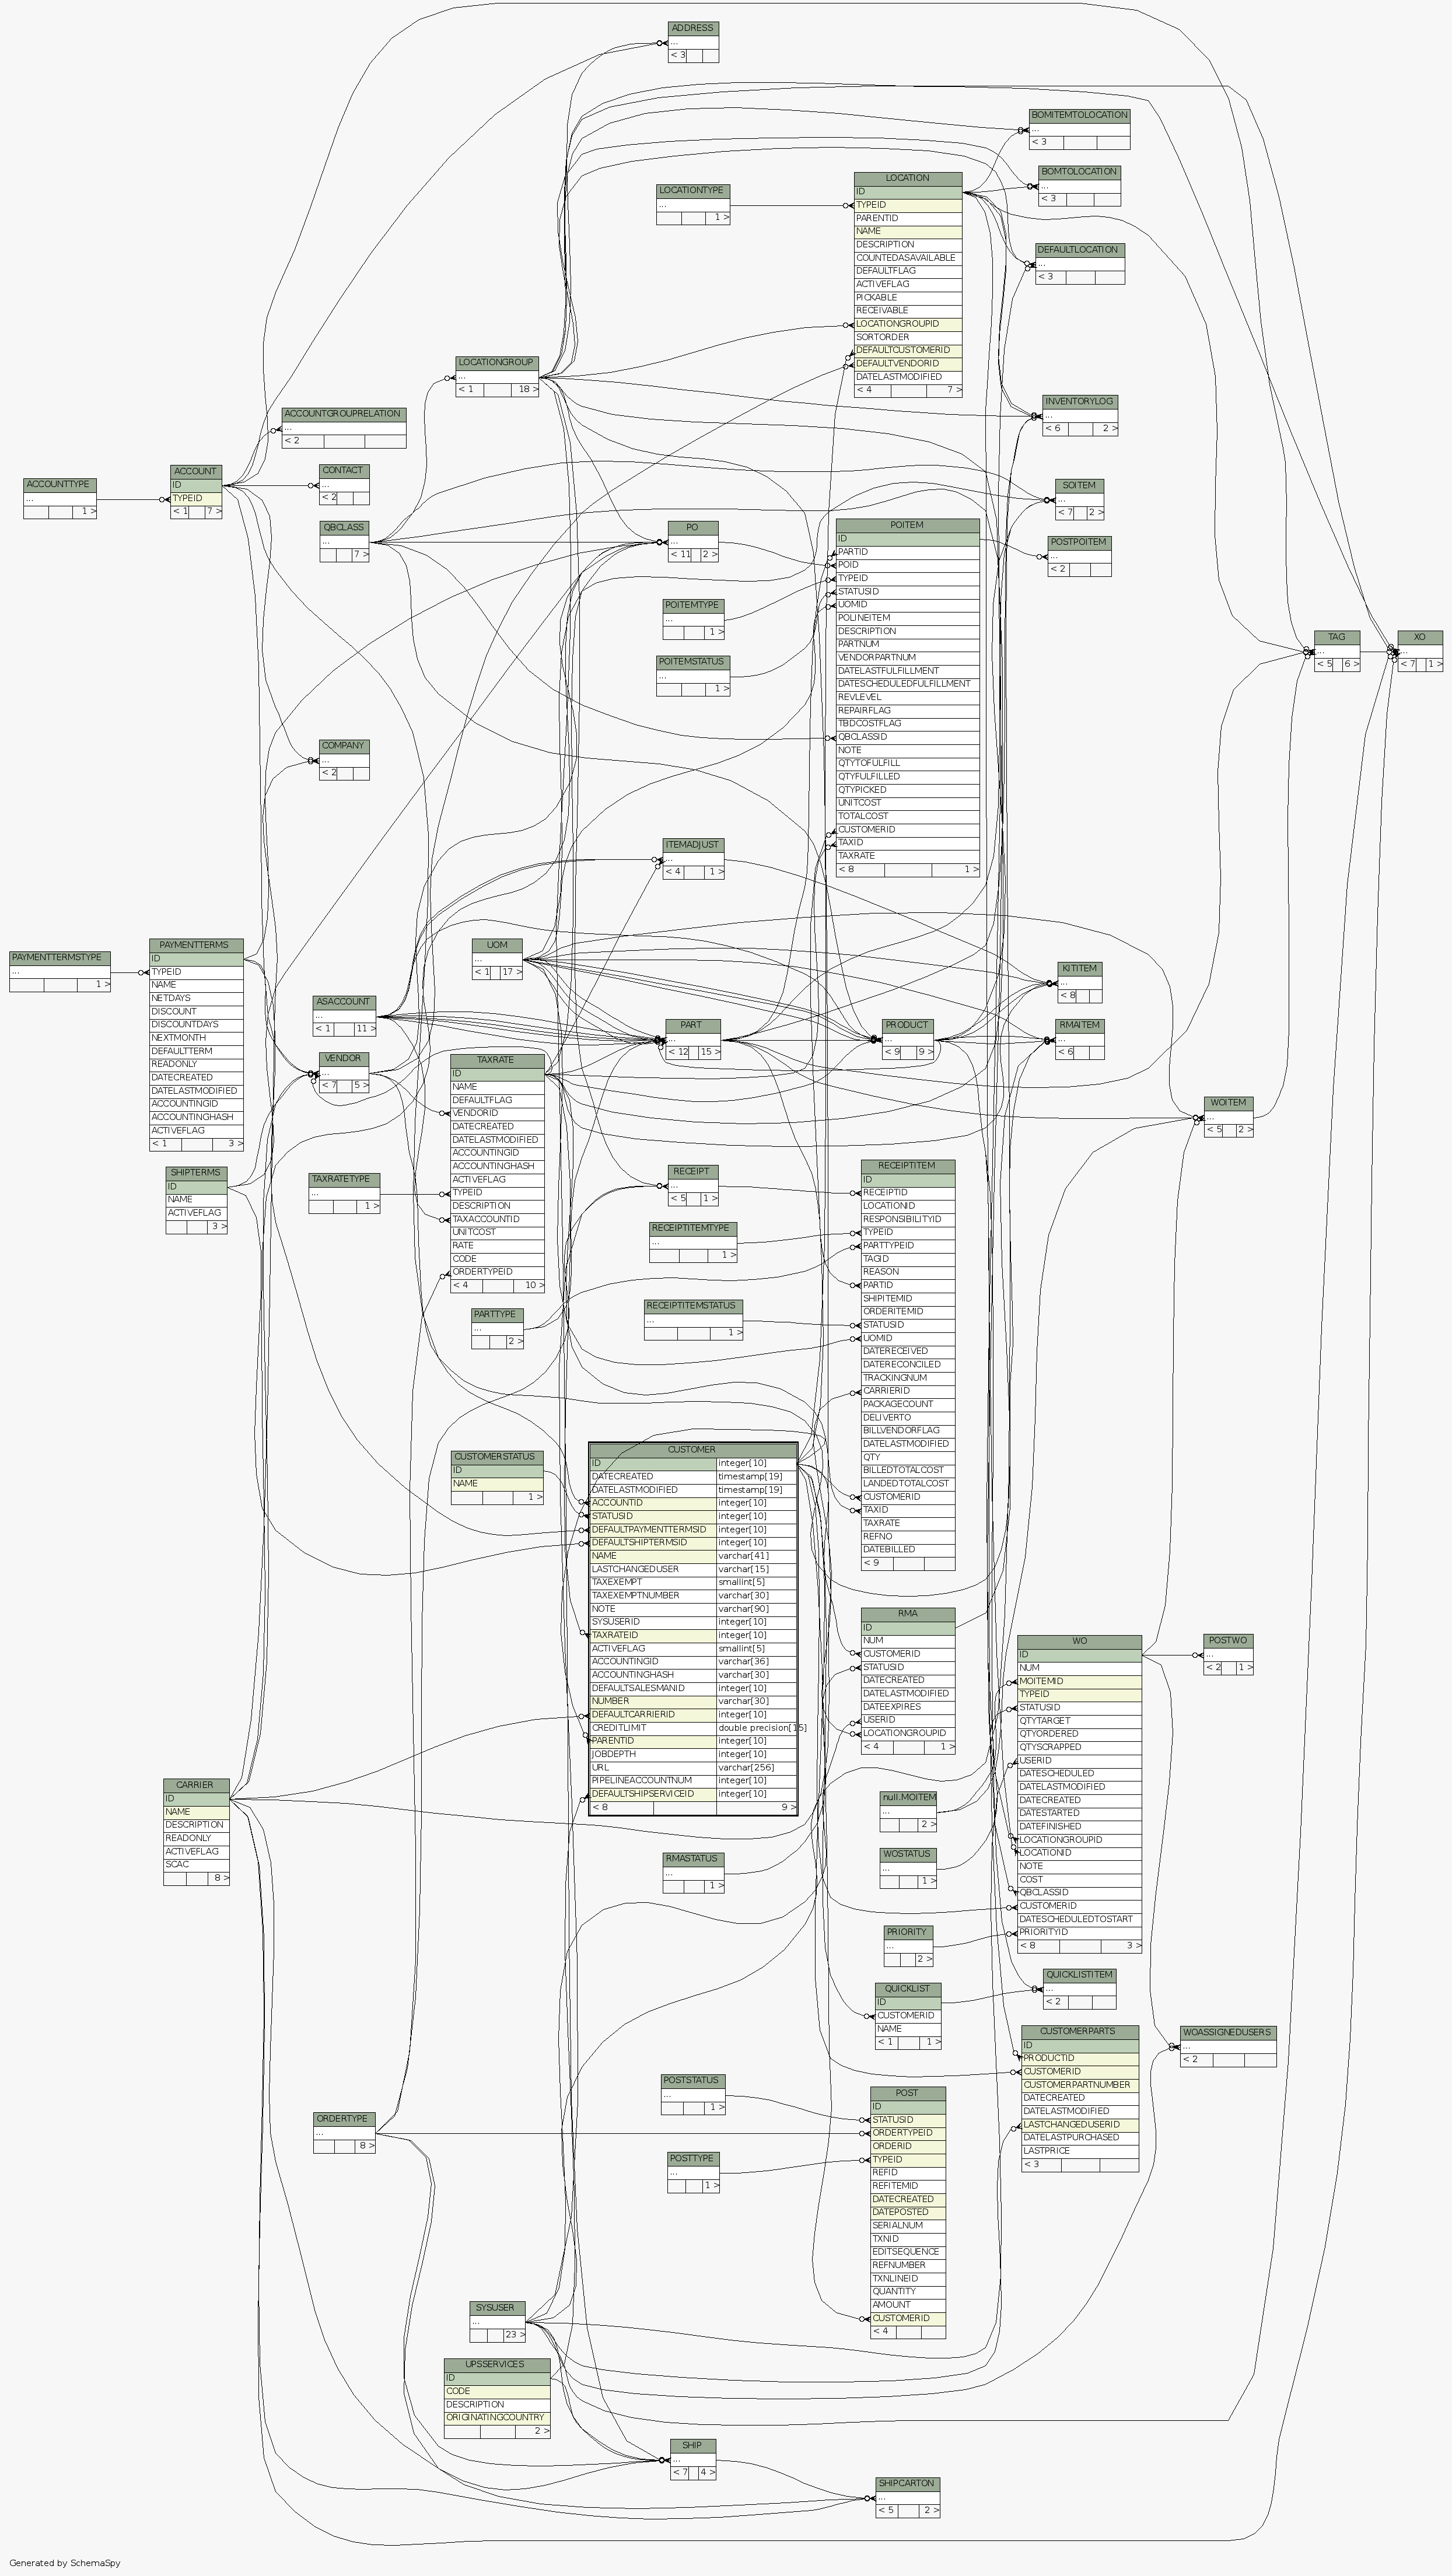 ADDRESS
...
< 3
BOMITEMTOLOCATION
...
< 3
BOMTOLOCATION
...
< 3
LOCATION
ID
TYPEID
PARENTID
NAME
DESCRIPTION
COUNTEDASAVAILABLE
DEFAULTFLAG
ACTIVEFLAG
PICKABLE
RECEIVABLE
LOCATIONGROUPID
SORTORDER
DEFAULTCUSTOMERID
DEFAULTVENDORID
DATELASTMODIFIED
< 4 7 >
LOCATIONTYPE
...
1 >
DEFAULTLOCATION
...
< 3
LOCATIONGROUP
...
< 1 18 >
INVENTORYLOG
...
< 6 2 >
ACCOUNTGROUPRELATION
...
< 2
ACCOUNT
ID
TYPEID
< 1 7 >
CONTACT
...
< 2
ACCOUNTTYPE
...
1 >
SOITEM
...
< 7 2 >
QBCLASS
...
7 >
PO
...
< 11 2 >
POITEM
ID
PARTID
POID
TYPEID
STATUSID
UOMID
POLINEITEM
DESCRIPTION
PARTNUM
VENDORPARTNUM
DATELASTFULFILLMENT
DATESCHEDULEDFULFILLMENT
REVLEVEL
REPAIRFLAG
TBDCOSTFLAG
QBCLASSID
NOTE
QTYTOFULFILL
QTYFULFILLED
QTYPICKED
UNITCOST
TOTALCOST
CUSTOMERID
TAXID
TAXRATE
< 8 1 >
POSTPOITEM
...
< 2
POITEMTYPE
...
1 >
POITEMSTATUS
...
1 >
TAG
...
< 5 6 >
XO
...
< 7 1 >
COMPANY
...
< 2
ITEMADJUST
...
< 4 1 >
PAYMENTTERMS
ID
TYPEID
NAME
NETDAYS
DISCOUNT
DISCOUNTDAYS
NEXTMONTH
DEFAULTTERM
READONLY
DATECREATED
DATELASTMODIFIED
ACCOUNTINGID
ACCOUNTINGHASH
ACTIVEFLAG
< 1 3 >
PAYMENTTERMSTYPE
...
1 >
UOM
...
< 1 17 >
KITITEM
...
< 8
ASACCOUNT
...
< 1 11 >
PART
...
< 12 15 >
PRODUCT
...
< 9 9 >
RMAITEM
...
< 6
VENDOR
...
< 7 5 >
TAXRATE
ID
NAME
DEFAULTFLAG
VENDORID
DATECREATED
DATELASTMODIFIED
ACCOUNTINGID
ACCOUNTINGHASH
ACTIVEFLAG
TYPEID
DESCRIPTION
TAXACCOUNTID
UNITCOST
RATE
CODE
ORDERTYPEID
< 4 10 >
WOITEM
...
< 5 2 >
SHIPTERMS
ID
NAME
ACTIVEFLAG
3 >
TAXRATETYPE
...
1 >
RECEIPT
...
< 5 1 >
RECEIPTITEM
ID
RECEIPTID
LOCATIONID
RESPONSIBILITYID
TYPEID
PARTTYPEID
TAGID
REASON
PARTID
SHIPITEMID
ORDERITEMID
STATUSID
UOMID
DATERECEIVED
DATERECONCILED
TRACKINGNUM
CARRIERID
PACKAGECOUNT
DELIVERTO
BILLVENDORFLAG
DATELASTMODIFIED
QTY
BILLEDTOTALCOST
LANDEDTOTALCOST
CUSTOMERID
TAXID
TAXRATE
REFNO
DATEBILLED
< 9
RECEIPTITEMTYPE
...
1 >
RECEIPTITEMSTATUS
...
1 >
PARTTYPE
...
2 >
CUSTOMERSTATUS
ID
NAME
1 >
CUSTOMER
ID integer[10]
DATECREATED timestamp[19]
DATELASTMODIFIED timestamp[19]
ACCOUNTID integer[10]
STATUSID integer[10]
DEFAULTPAYMENTTERMSID integer[10]
DEFAULTSHIPTERMSID integer[10]
NAME varchar[41]
LASTCHANGEDUSER varchar[15]
TAXEXEMPT smallint[5]
TAXEXEMPTNUMBER varchar[30]
NOTE varchar[90]
SYSUSERID integer[10]
TAXRATEID integer[10]
ACTIVEFLAG smallint[5]
ACCOUNTINGID varchar[36]
ACCOUNTINGHASH varchar[30]
DEFAULTSALESMANID integer[10]
NUMBER varchar[30]
DEFAULTCARRIERID integer[10]
CREDITLIMIT double precision[15]
PARENTID integer[10]
JOBDEPTH integer[10]
URL varchar[256]
PIPELINEACCOUNTNUM integer[10]
DEFAULTSHIPSERVICEID integer[10]
< 8 9 >
RMA
ID
NUM
CUSTOMERID
STATUSID
DATECREATED
DATELASTMODIFIED
DATEEXPIRES
USERID
LOCATIONGROUPID
< 4 1 >
WO
ID
NUM
MOITEMID
TYPEID
STATUSID
QTYTARGET
QTYORDERED
QTYSCRAPPED
USERID
DATESCHEDULED
DATELASTMODIFIED
DATECREATED
DATESTARTED
DATEFINISHED
LOCATIONGROUPID
LOCATIONID
NOTE
COST
QBCLASSID
CUSTOMERID
DATESCHEDULEDTOSTART
PRIORITYID
< 8 3 >
POSTWO
...
< 2 1 >
CARRIER
ID
NAME
DESCRIPTION
READONLY
ACTIVEFLAG
SCAC
8 >
null.MOITEM
...
2 >
RMASTATUS
...
1 >
WOSTATUS
...
1 >
PRIORITY
...
2 >
QUICKLIST
ID
CUSTOMERID
NAME
< 1 1 >
QUICKLISTITEM
...
< 2
CUSTOMERPARTS
ID
PRODUCTID
CUSTOMERID
CUSTOMERPARTNUMBER
DATECREATED
DATELASTMODIFIED
LASTCHANGEDUSERID
DATELASTPURCHASED
LASTPRICE
< 3
WOASSIGNEDUSERS
...
< 2
POSTSTATUS
...
1 >
POST
ID
STATUSID
ORDERTYPEID
ORDERID
TYPEID
REFID
REFITEMID
DATECREATED
DATEPOSTED
SERIALNUM
TXNID
EDITSEQUENCE
REFNUMBER
TXNLINEID
QUANTITY
AMOUNT
CUSTOMERID
< 4
ORDERTYPE
...
8 >
POSTTYPE
...
1 >
SYSUSER
...
23 >
UPSSERVICES
ID
CODE
DESCRIPTION
ORIGINATINGCOUNTRY
2 >
SHIP
...
< 7 4 >
SHIPCARTON
...
< 5 2 >
Generated by SchemaSpy